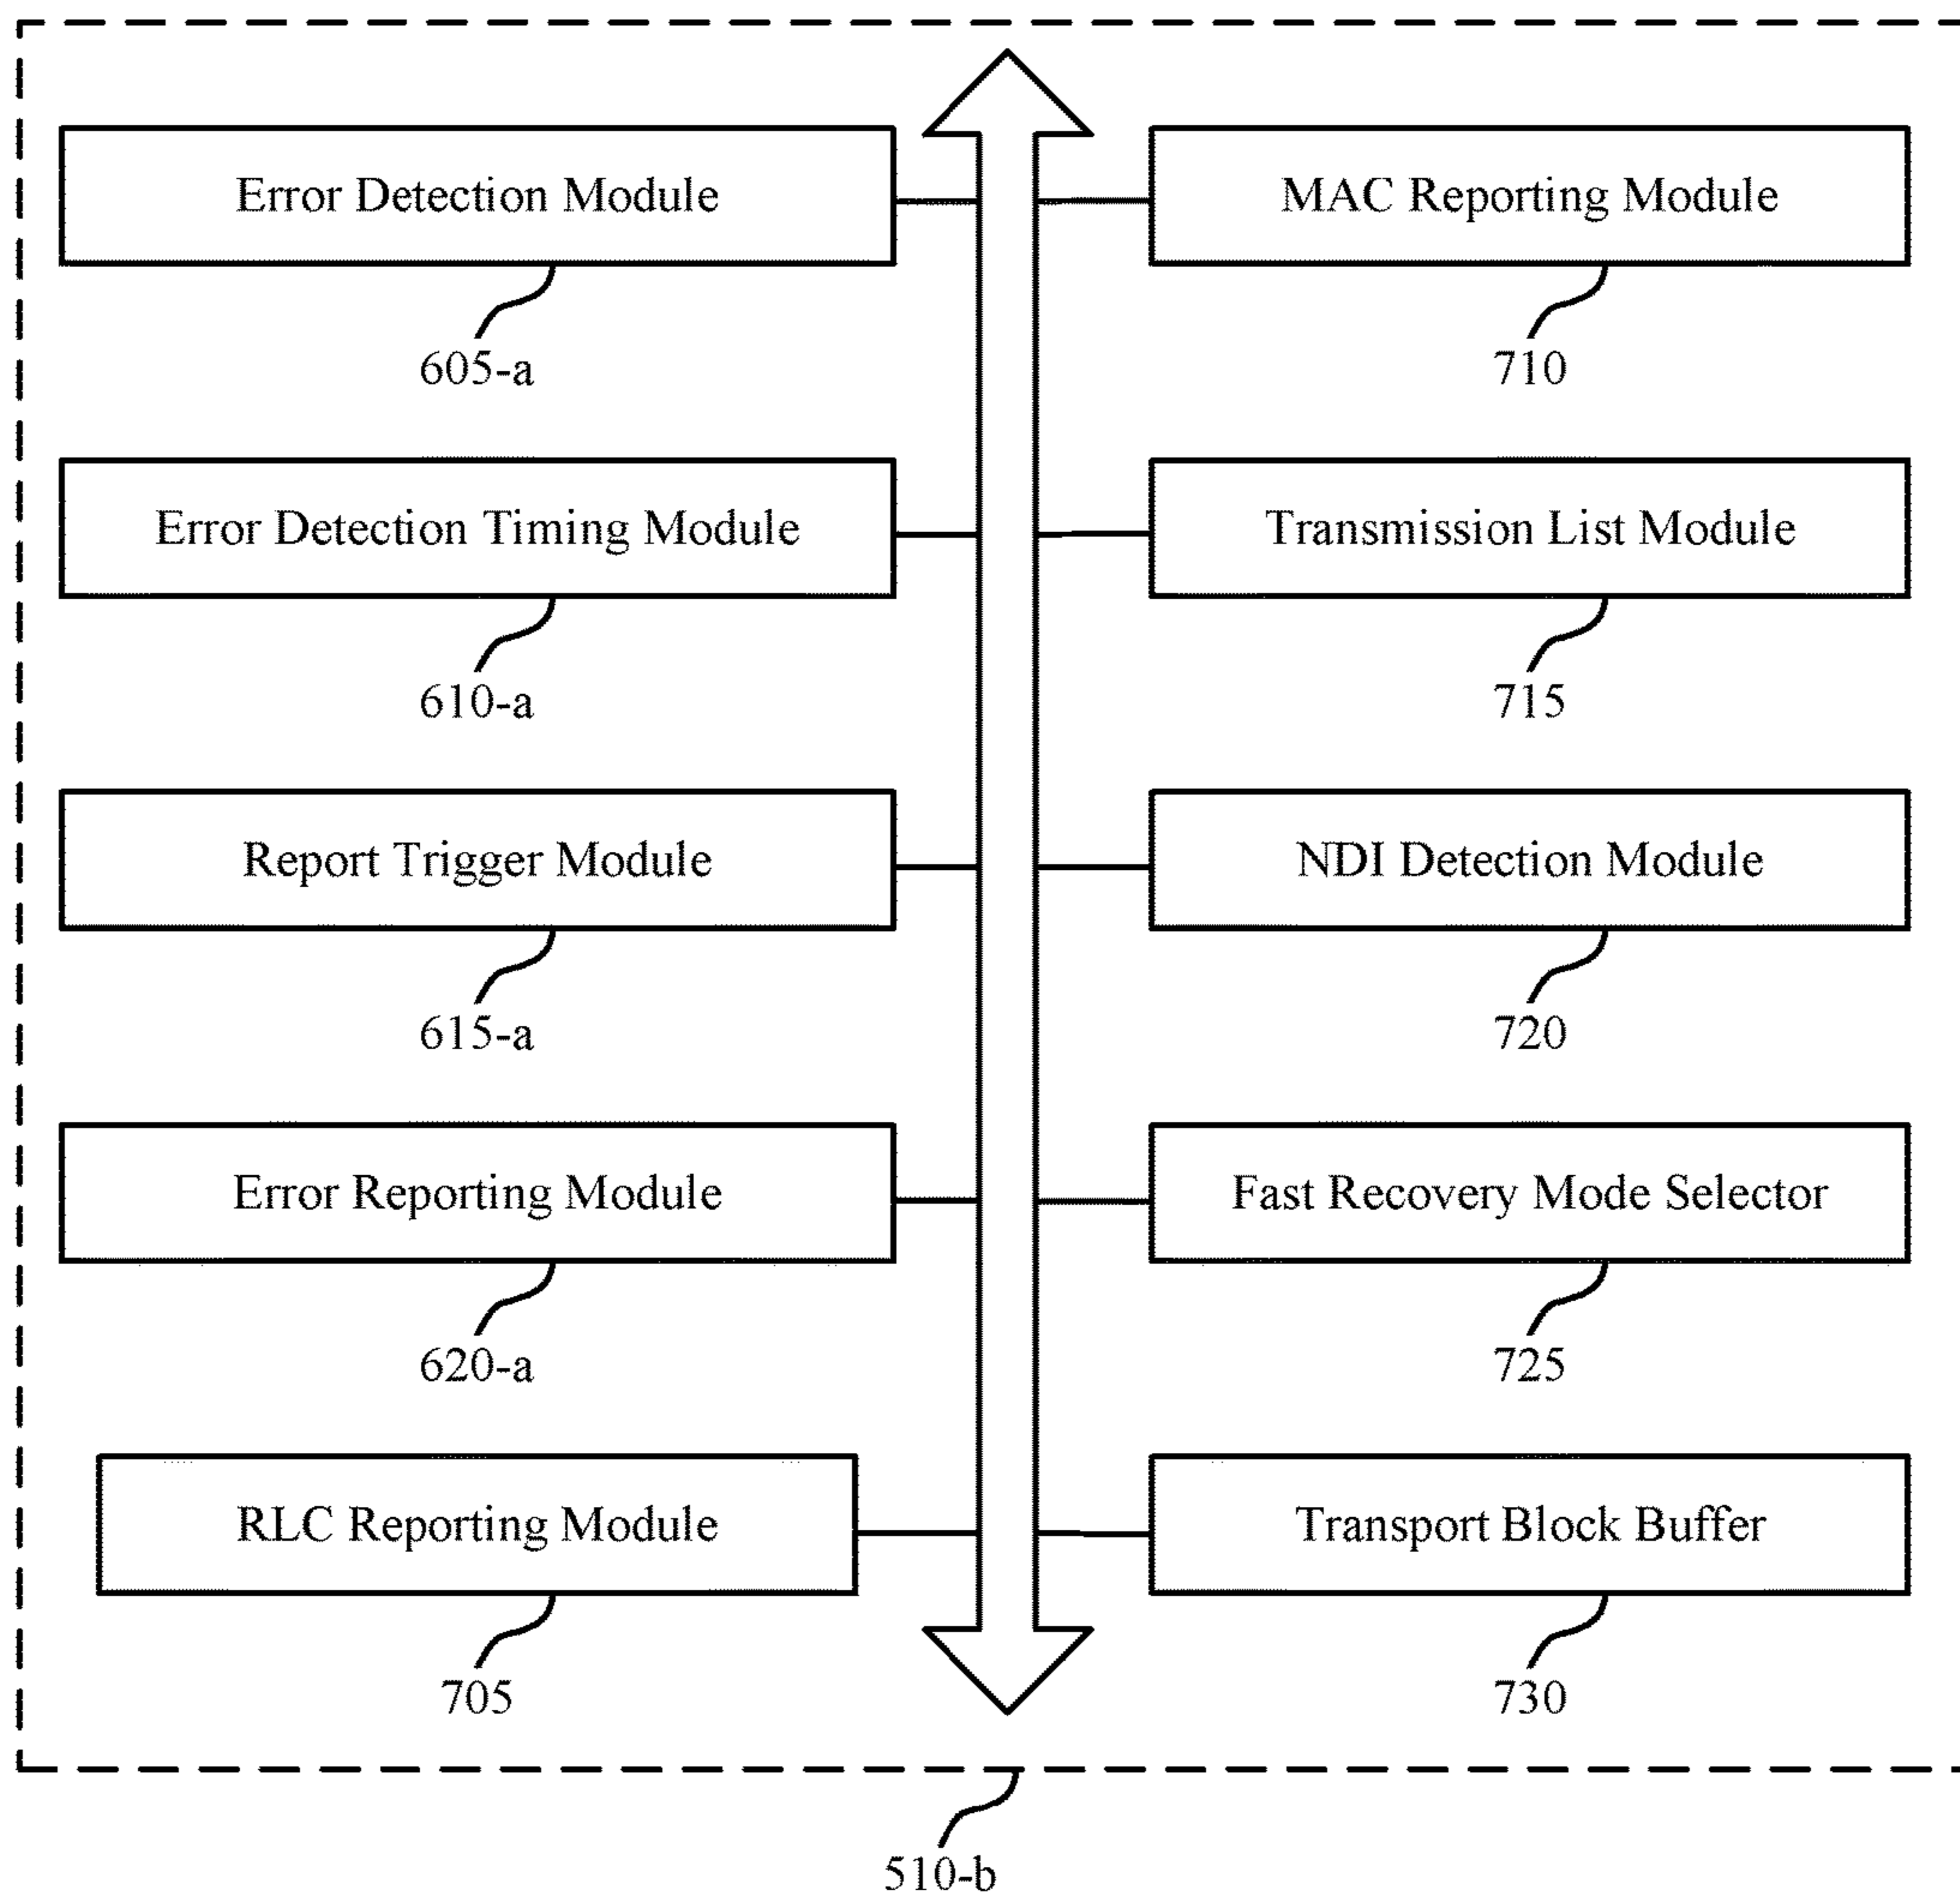 Error Detection Module
MAC Reporting Module
605-a
710
Error Detection Timing Module
Transmission List Module
610-a
715
Report Trigger Module
NDI Detection Module
615-a
720
Error Reporting Module
Fast Recovery Mode Selector
620-a
725
RLC Reporting Module
Transport Block Buffer
705
730
510-b